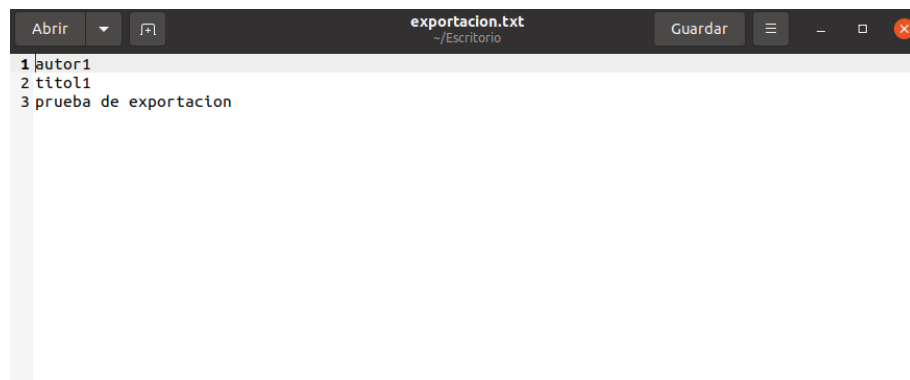 Abrir
exportacion.txt
~/Escritorio
Guardar
1 autor1
2 titol1
3 prueba de exportacion